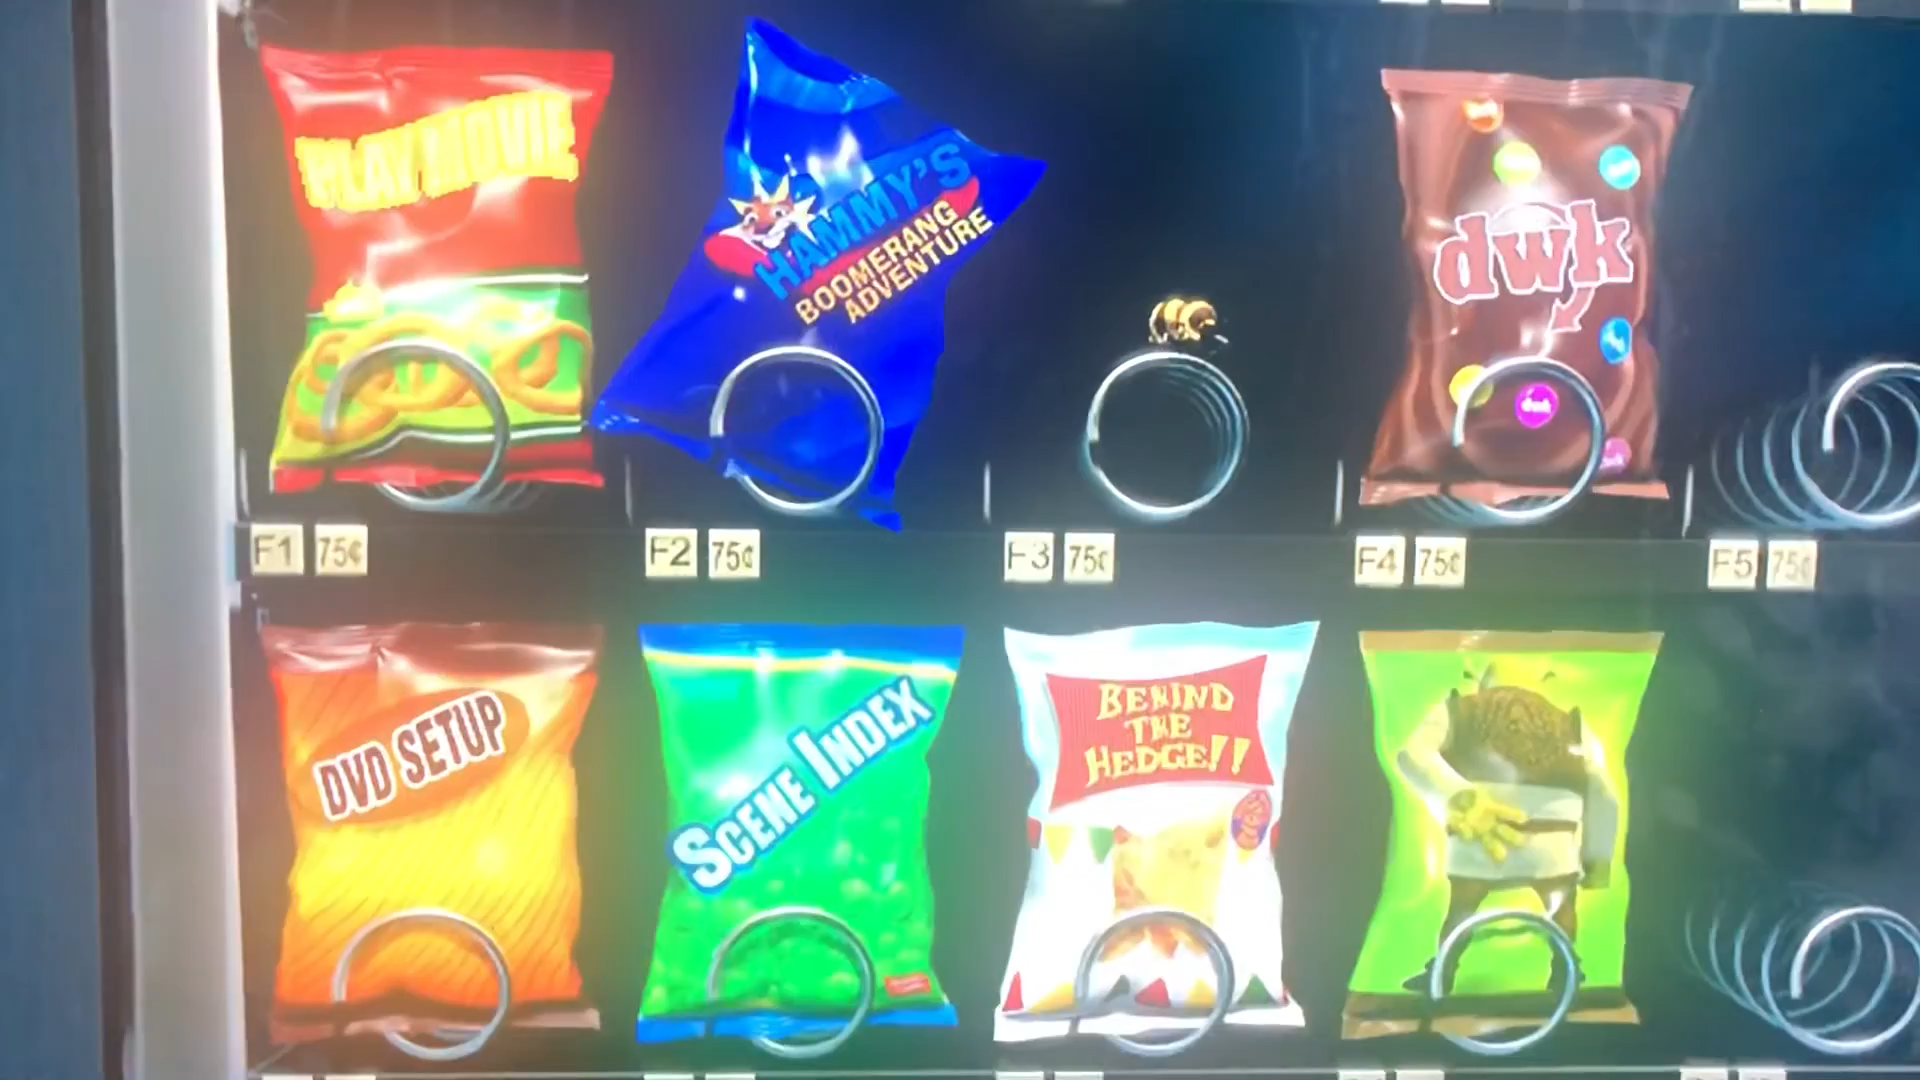 PLAY MOVIE
HAMMY'S
BOOMERANG
ADVENTURE
dwk
dwk
F1 75¢
F2 75¢
F3 75¢
F4 75¢
F5 75¢
DVD SETUP
SCENE INDEX
BEHIND
THE
HEDGE!!